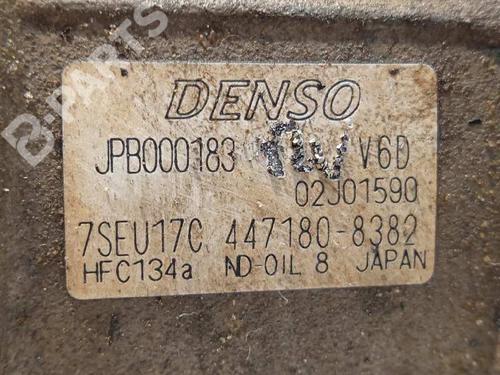 B-PARTS
DENSO
JPB000183 V6D
02J01590
7SEU17C 447180-8382
HFC134a ND-OIL 8 JAPAN